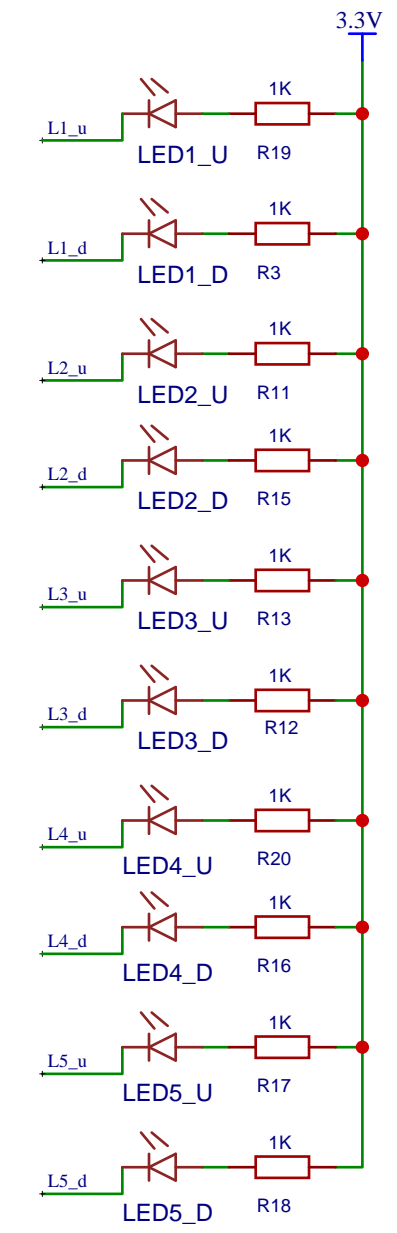 3.3V
1K
L1_u
LED1_U R19
1K
L1_d
LED1_D R3
1K
L2_u
LED2_U R11
1K
L2_d
LED2_D R15
1K
L3_u
LED3_U R13
1K
L3_d
LED3_D R12
1K
L4_u
LED4_U R20
1K
L4_d
LED4_D R16
1K
L5_u
LED5_U R17
1K
L5_d
LED5_D R18